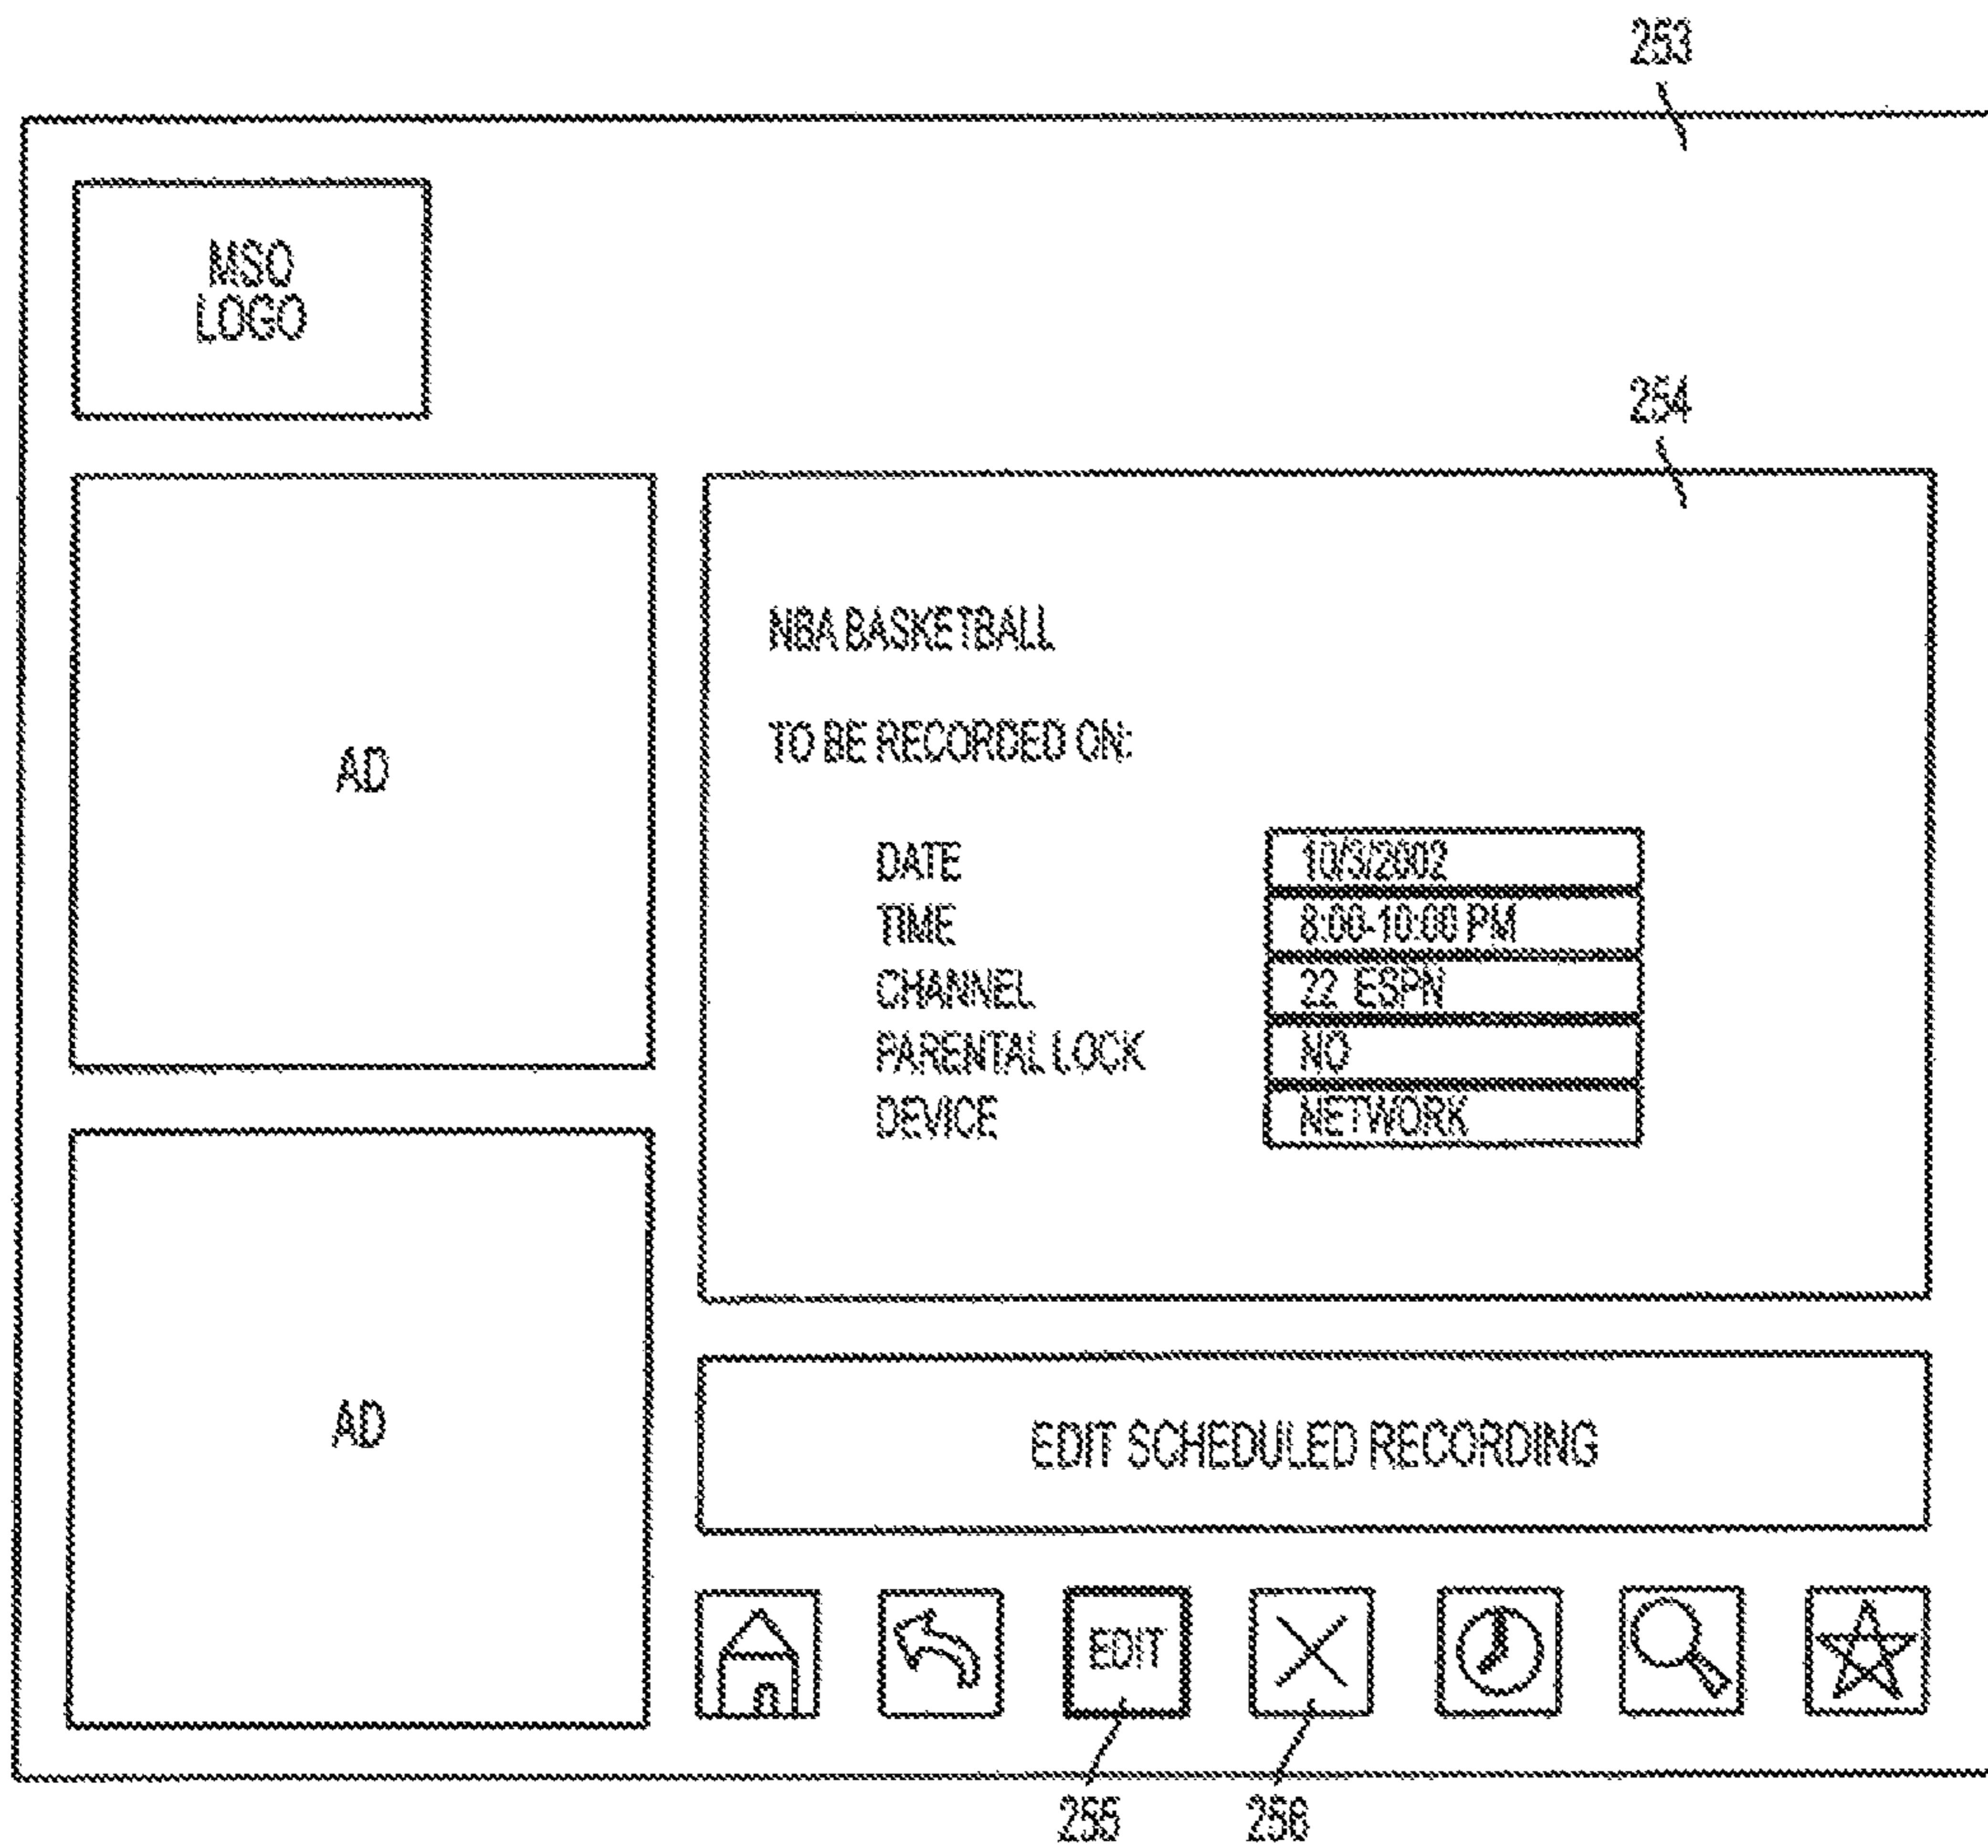 253
MSO
LOGO
254
AD
NBA BASKETBALL
TO BE RECORDED ON:
DATE 10/3/2002
TIME 8:00-10:00 PM
CHANNEL 22 ESPN
PARENTAL LOCK NO
DEVICE NETWORK
AD
EDIT SCHEDULED RECORDING
EDIT
255 256